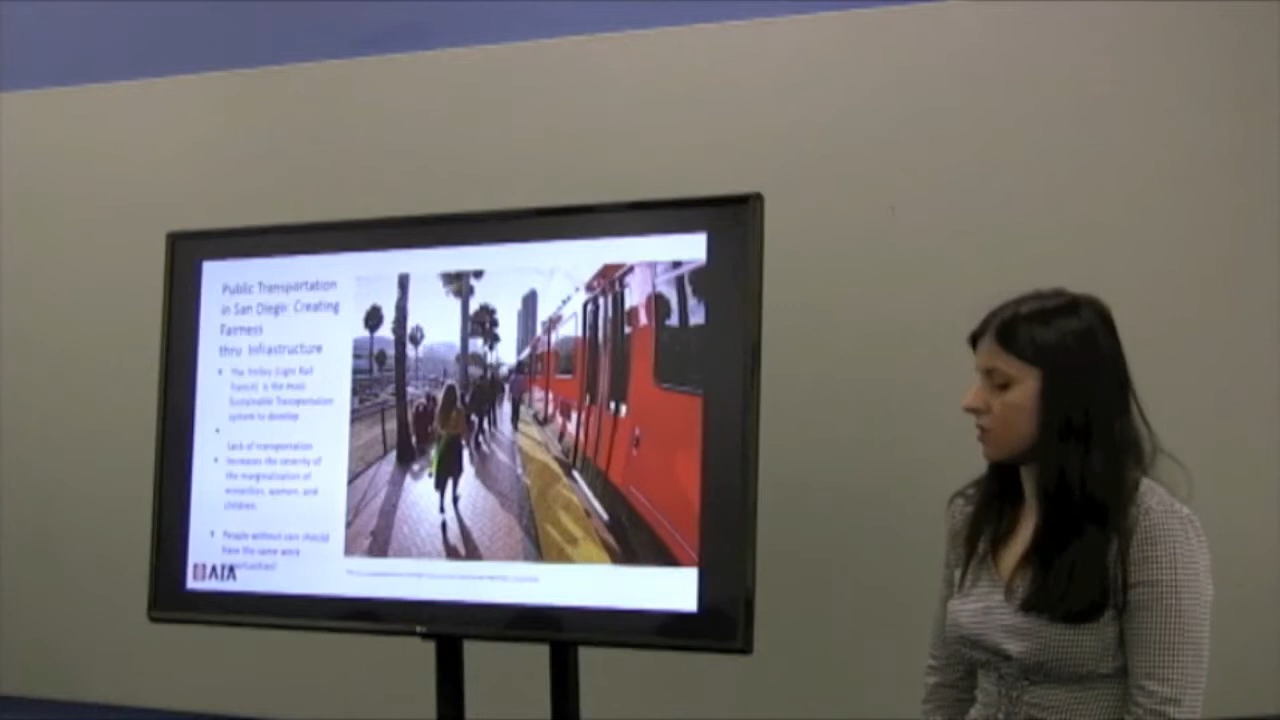 Public Transportation
in San Diego: Creating
Fairness
thru Infrastructure
• The Trolley (Light Rail
Transit) is the most
Sustainable Transportation
system to develop
•
Lack of transportation
• Increases the severity of
the marginalization of
minorities, women, and
children.
• People without cars should
have the same work
AIA
LG